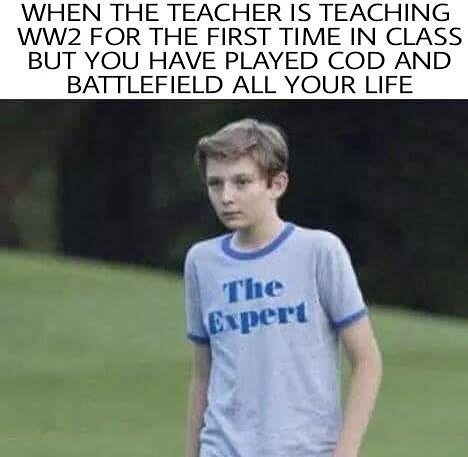 WHEN THE TEACHER IS TEACHING
WW2 FOR THE FIRST TIME IN CLASS
BUT YOU HAVE PLAYED COD AND
BATTLEFIELD ALL YOUR LIFE
The
Expert